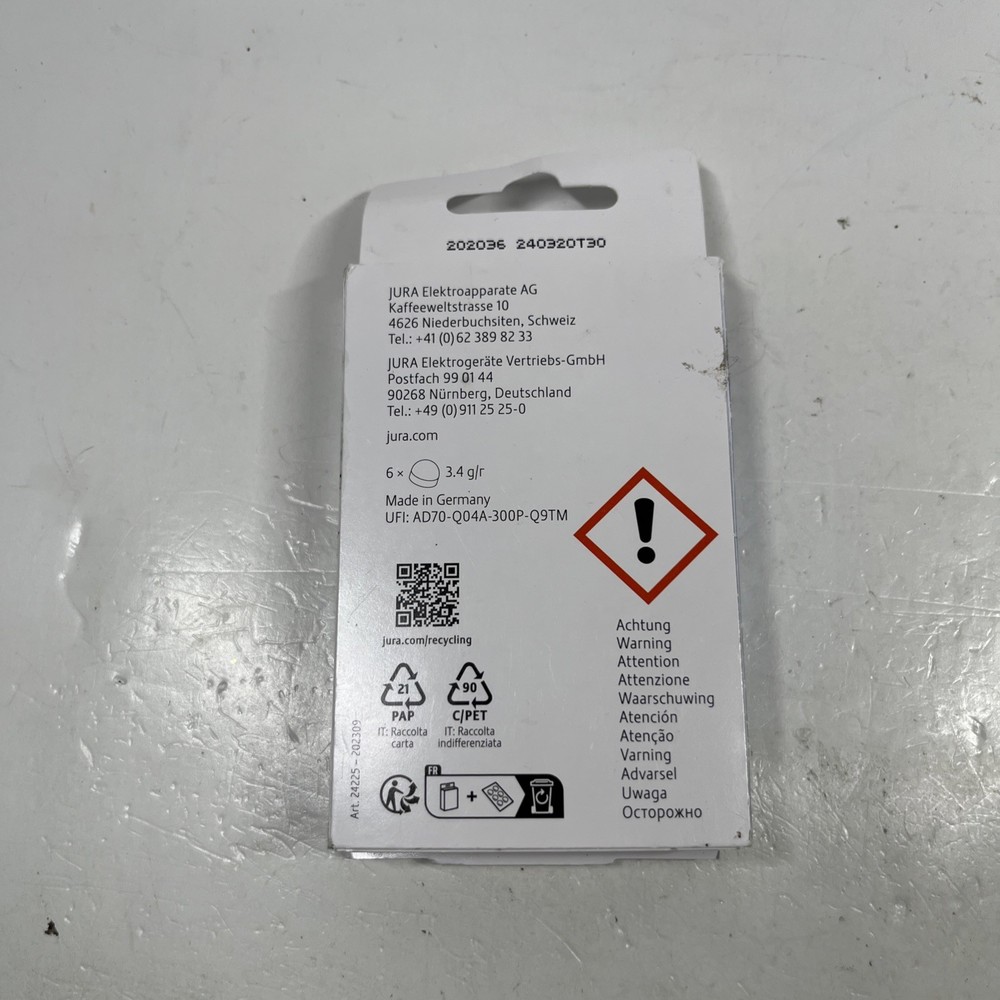 202036 240320T30
JURA Elektroapparate AG
Kaffeeweltstrasse 10
4626 Niederbuchsiten, Schweiz
Tel.: +41 (0)62 389 82 33
JURA Elektrogeräte Vertriebs-GmbH
Postfach 99 01 44
90268 Nürnberg, Deutschland
Tel.: +49 (0)911 25 25-0
jura.com
6 × 3.4 g/r
Made in Germany
UFI: AD70-Q04A-300P-Q9TM
jura.com/recycling
21
PAP
IT: Raccolta
carta
90
C/PET
IT: Raccolta
indifferenziata
FR
+
Art. 24225 – 202309
!
Achtung
Warning
Attention
Attenzione
Waarschuwing
Atención
Atenção
Varning
Advarsel
Uwaga
Осторожно